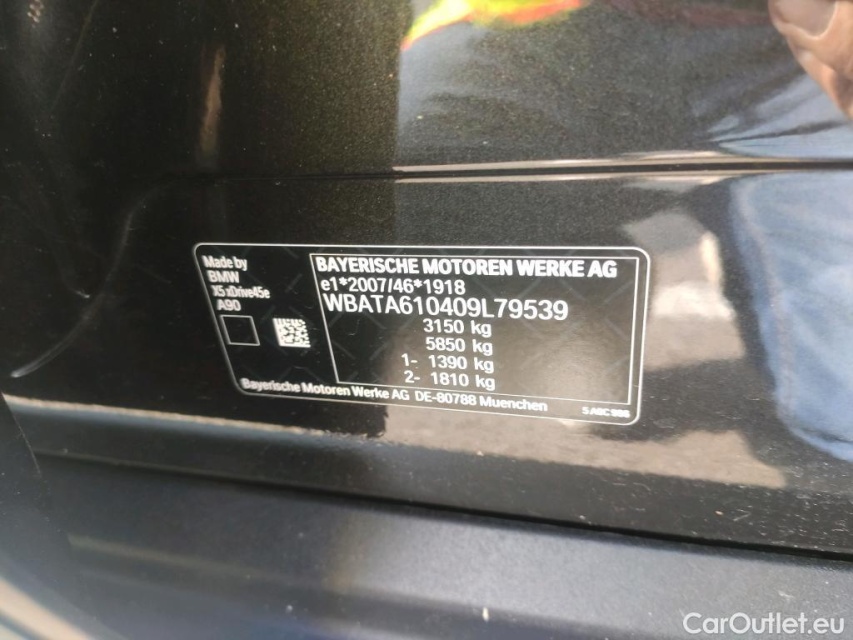 Made by
BMW
X5 xDrive45e
A90
BAYERISCHE MOTOREN WERKE AG
e1*2007/46*1918
WBATA610409L79539
3150 kg
5850 kg
1- 1390 kg
2- 1810 kg
Bayerische Motoren Werke AG DE-80788 Muenchen
CarOutlet.eu